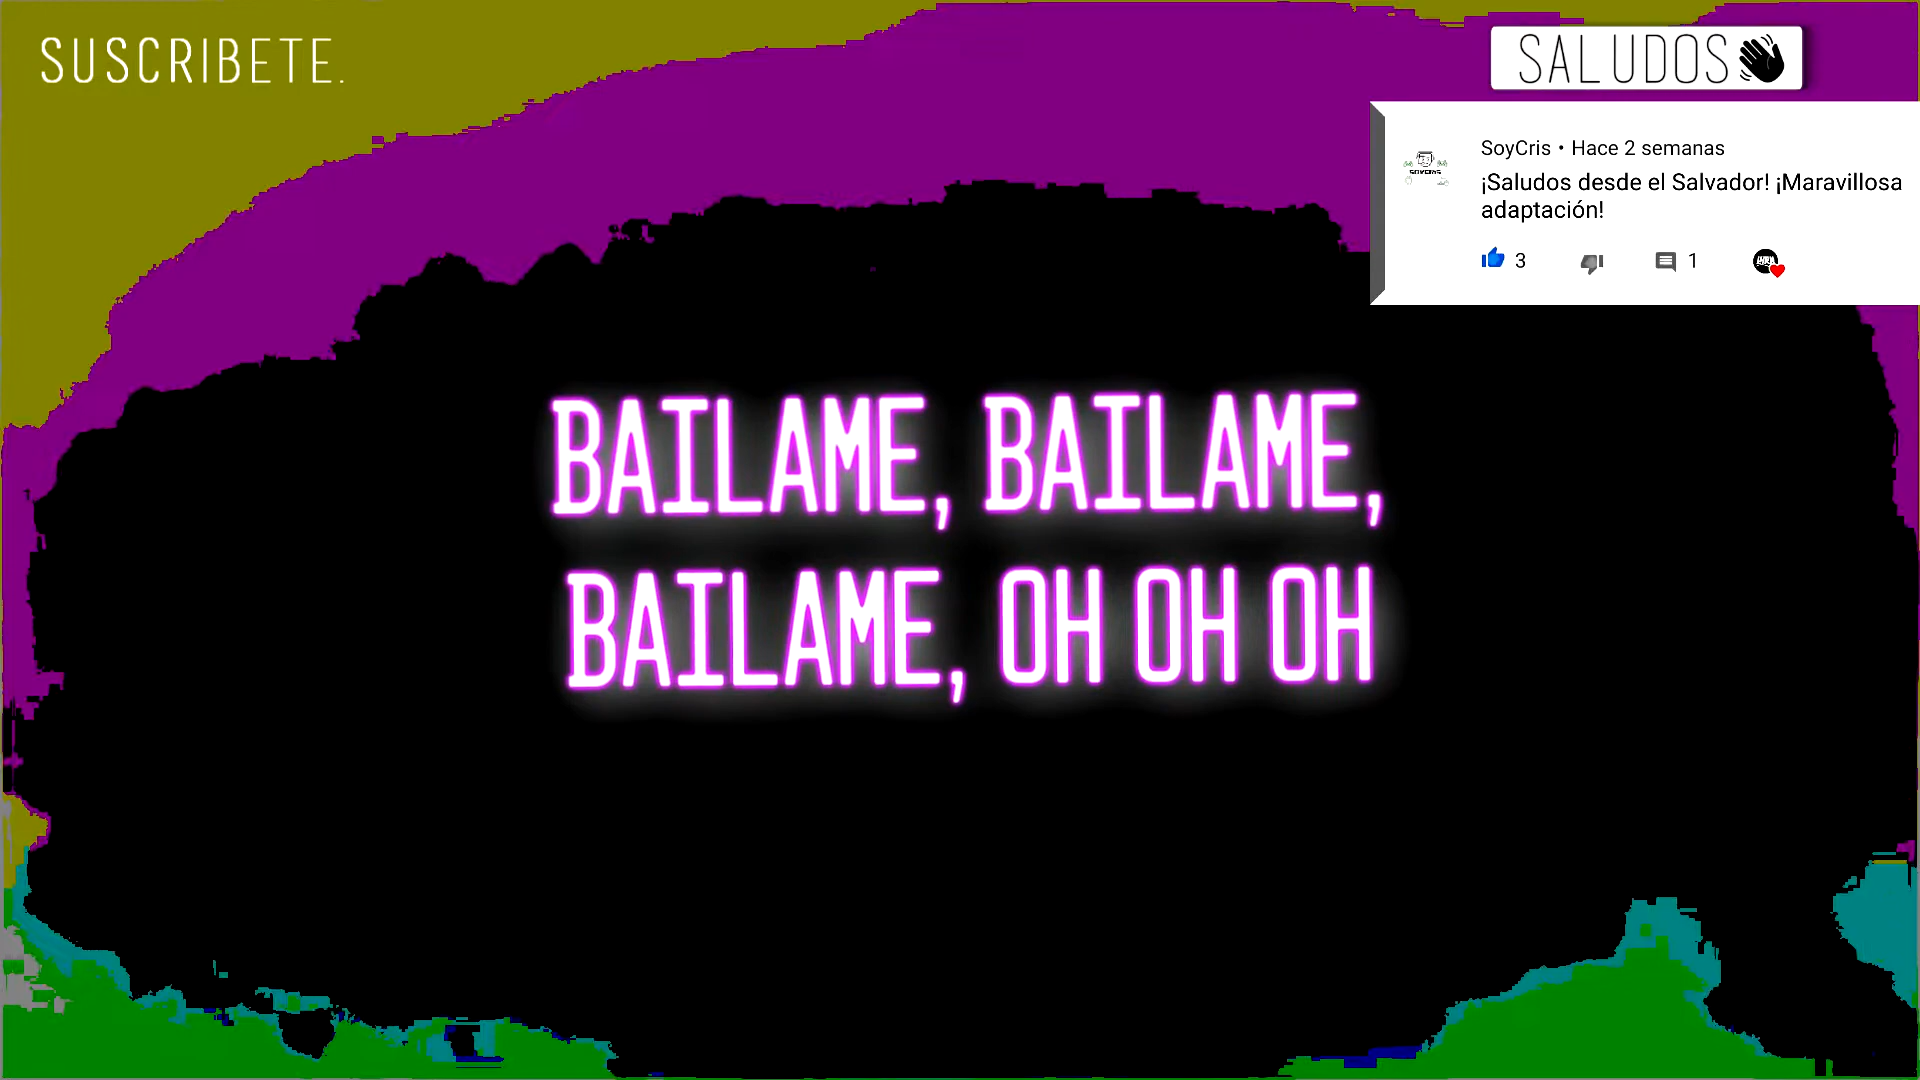 SUSCRIBETE.
SALUDOS
SoyCris • Hace 2 semanas
¡Saludos desde el Salvador! ¡Maravillosa
adaptación!
3
1
BAILAME, BAILAME,
BAILAME, OH OH OH